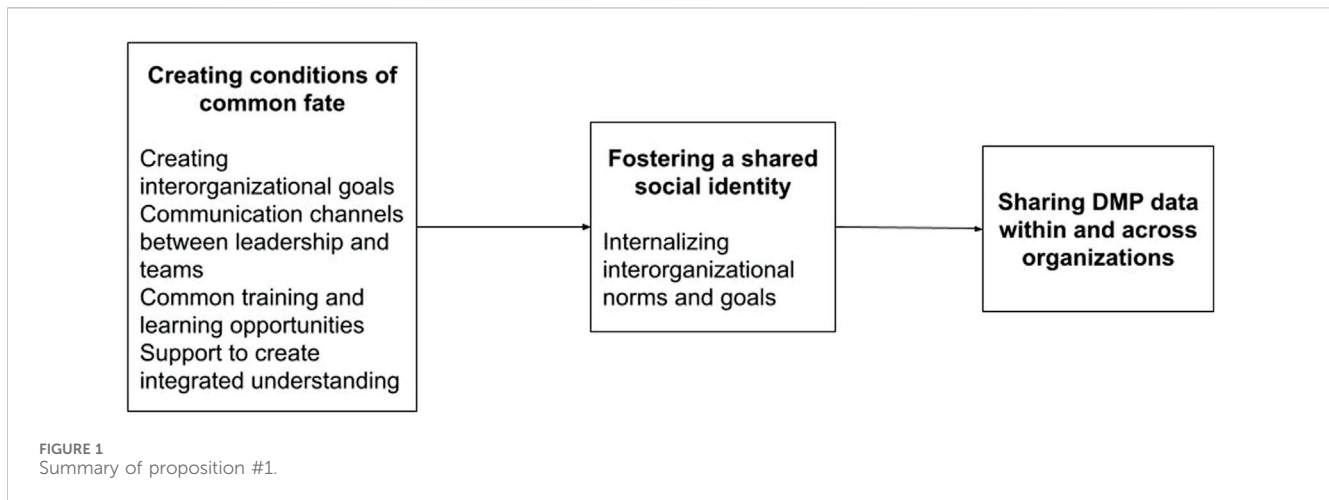 Creating conditions of
common fate
Creating
interorganizational goals
Communication channels
between leadership and
teams
Common training and
learning opportunities
Support to create
integrated understanding
Fostering a shared
social identity
Internalizing
interorganizational
norms and goals
Sharing DMP data
within and across
organizations
FIGURE 1
Summary of proposition #1.